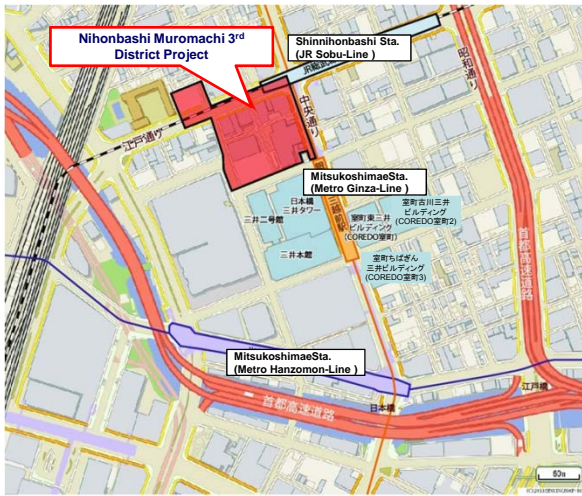 Nihonbashi Muromachi 3rd
District Project
Shinnihonbashi Sta.
(JR Sobu-Line )
昭和通り
中央通り
江戸通り
MitsukoshimaeSta.
(Metro Ginza-Line)
日本橋
三井タワー
三井二号館
三井本館
三越前駅
室町東三井
ビルディング
(COREDO室町)
室町古川三井
ビルディング
(COREDO室町2)
室町ちばぎん
三井ビルディング
(COREDO室町3)
首都高速道路
MitsukoshimaeSta.
(Metro Hanzomon-Line )
首都高速道路
日本橋
江戸橋
50m